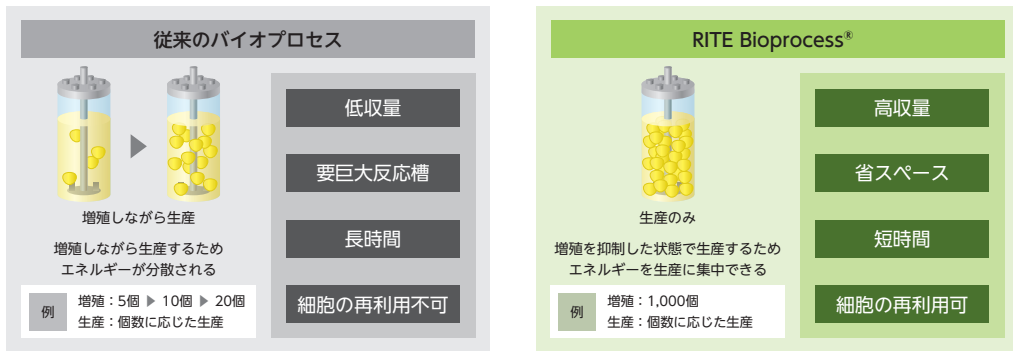 従来のバイオプロセス
増殖しながら生産
増殖しながら生産するため
エネルギーが分散される
例
増殖：5個 ▶ 10個 ▶ 20個
生産：個数に応じた生産
低収量
要巨大反応槽
長時間
細胞の再利用不可
RITE Bioprocess®
生産のみ
増殖を抑制した状態で生産するため
エネルギーを生産に集中できる
例
増殖：1,000個
生産：個数に応じた生産
高収量
省スペース
短時間
細胞の再利用可